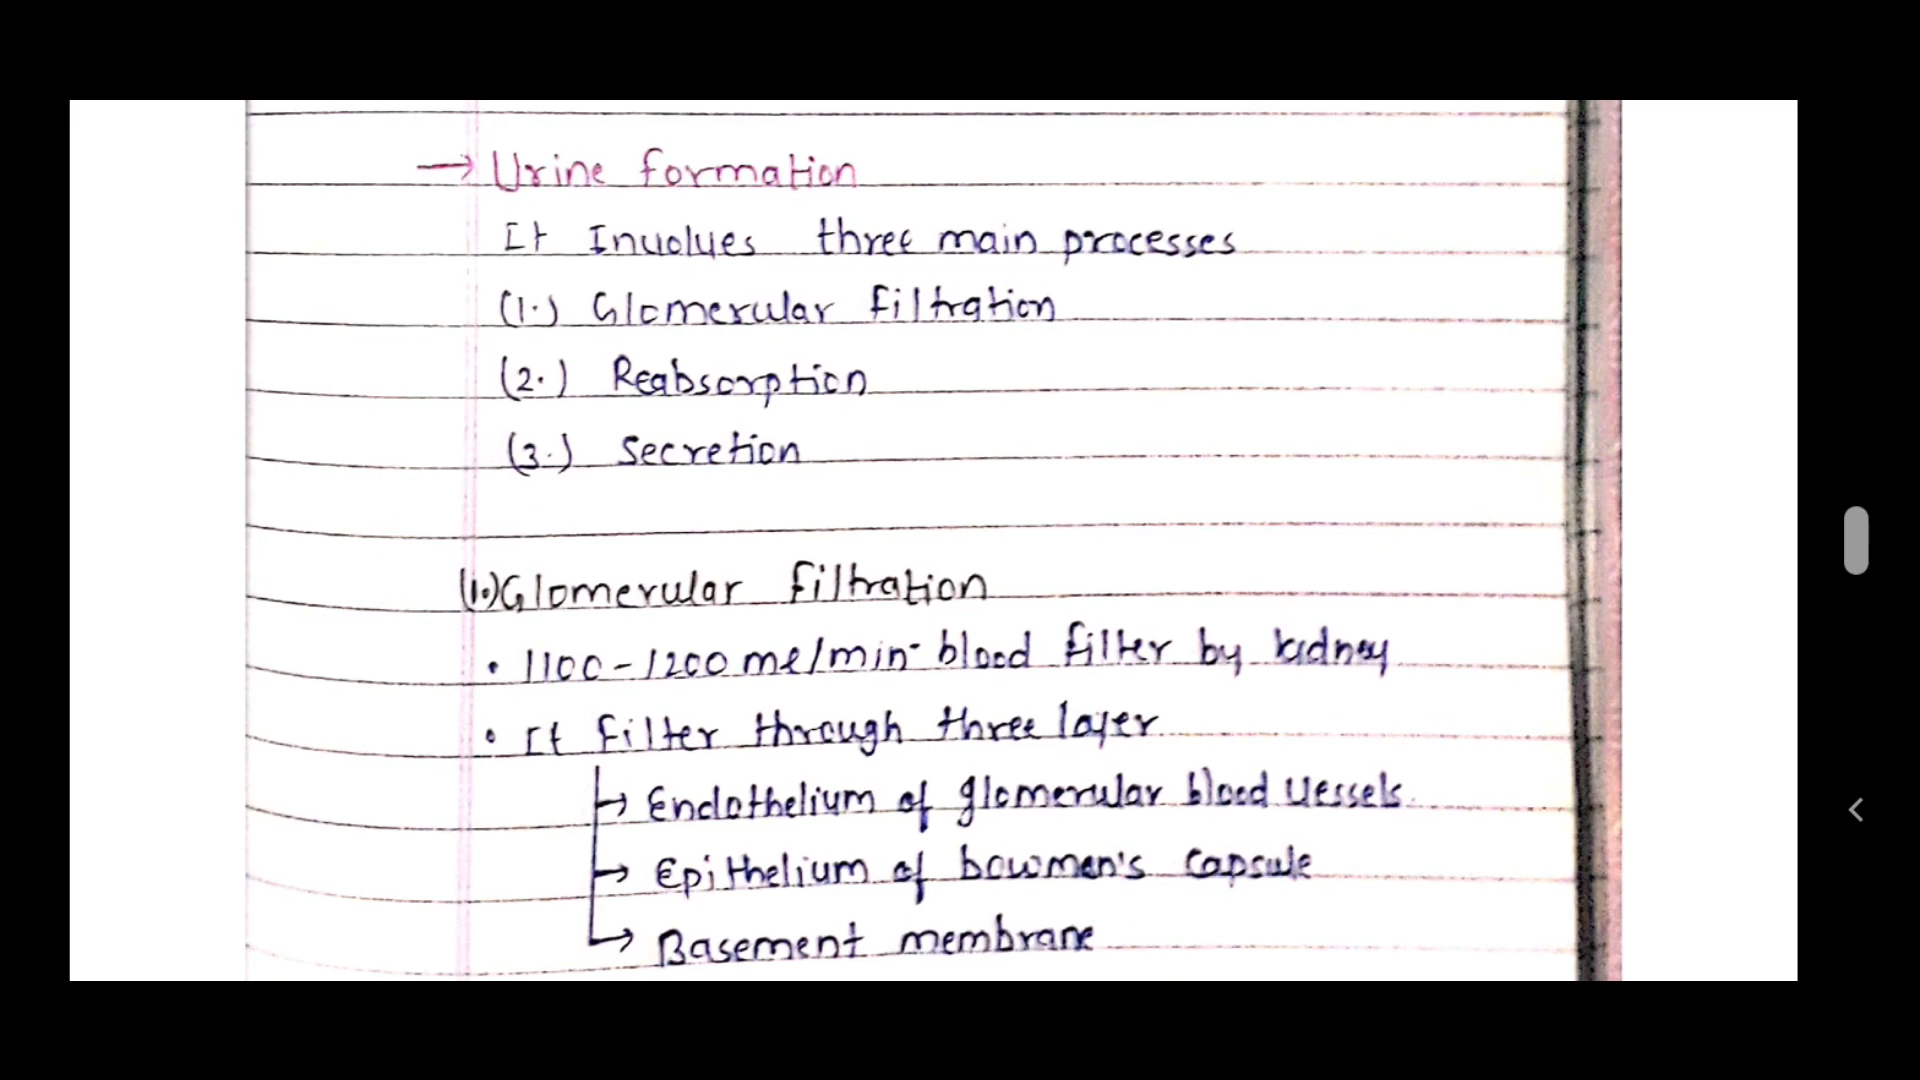 → Urine formation
It Involves three main processes
(1.) Glomerular filtration
(2.) Reabsorption
(3.) Secretion
(1.) Glomerular filtration
• 1100-1200 ml/min- blood filter by kidney
• It filter through three layer
→ Endothelium of glomerular blood vessels
→ Epithelium of bowmen's capsule
→ Basement membrane